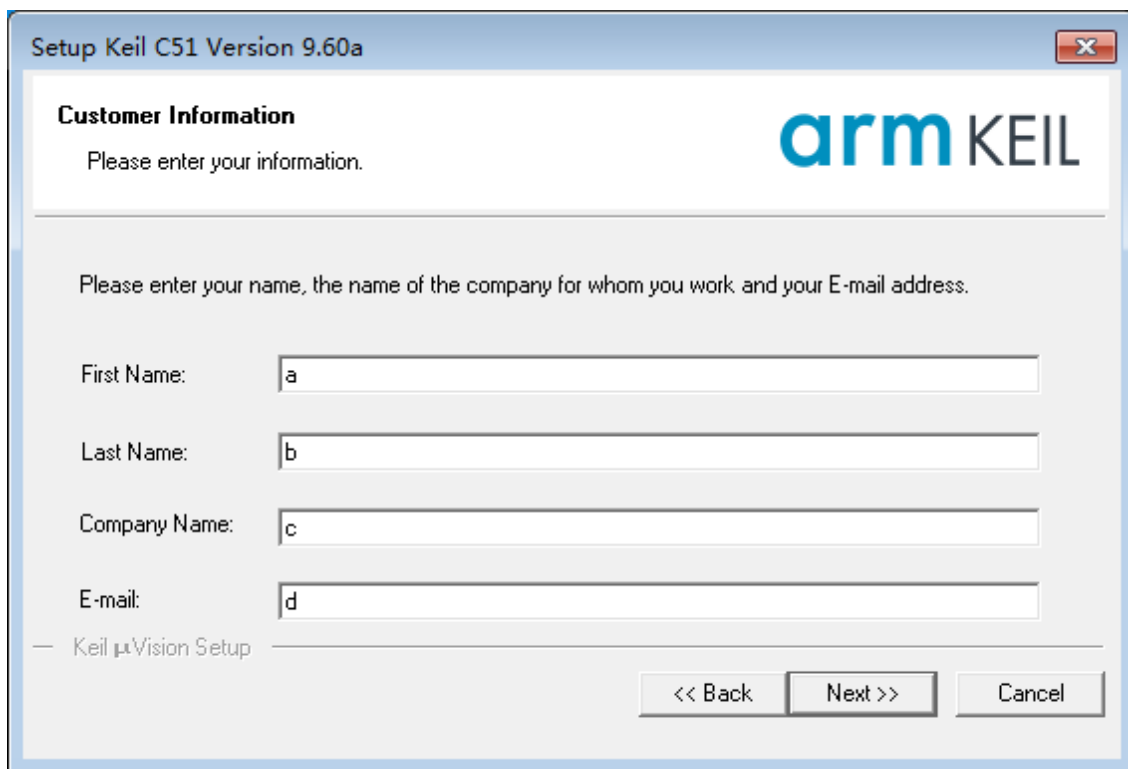 Setup Keil C51 Version 9.60a
Customer Information
Please enter your information.
arm KEIL
Please enter your name, the name of the company for whom you work and your E-mail address.
First Name: a
Last Name: b
Company Name: c
E-mail: d
Keil µVision Setup
<< Back Next >> Cancel